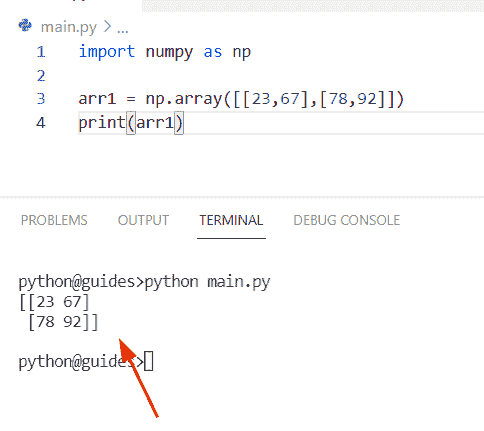 main.py > ...
1 import numpy as np
2
3 arr1 = np.array([[23,67],[78,92]])
4 print(arr1)
PROBLEMS OUTPUT TERMINAL DEBUG CONSOLE
python@guides>python main.py
[[23 67]
 [78 92]]
python@guides>